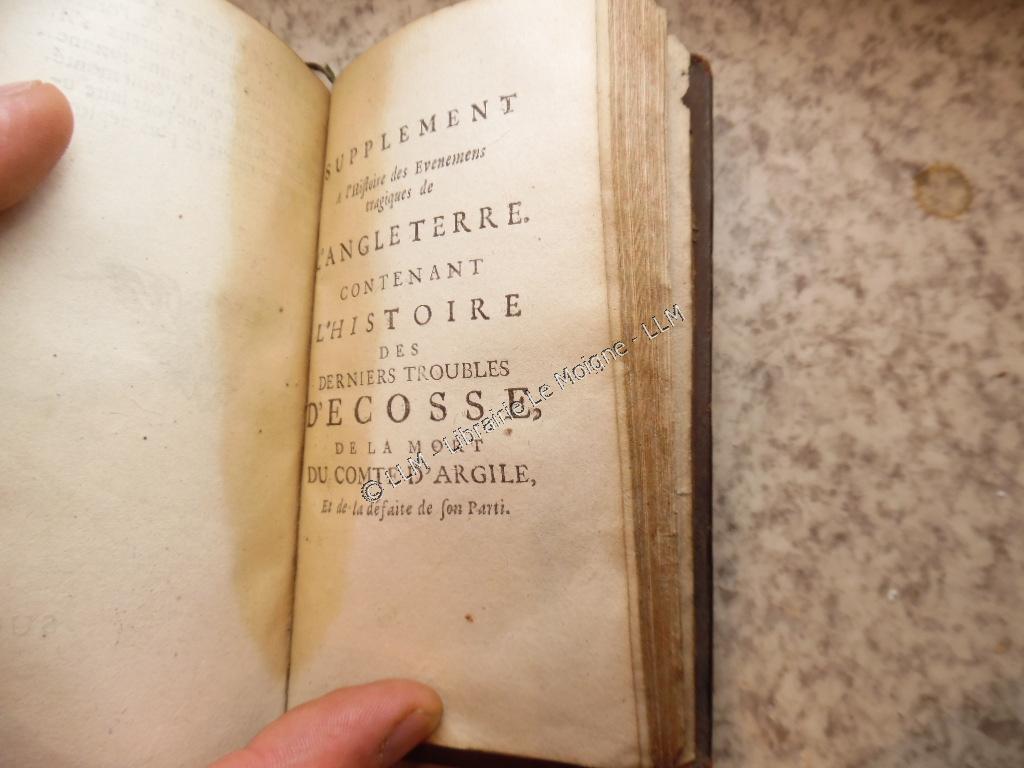 SUPPLEMENT
A l'Histoire des Evenemens
tragiques de
L'ANGLETERRE.
CONTENANT
L'HISTOIRE
DES
DERNIERS TROUBLES
D'ECOSSE,
DE LA MORT
DU COMTE D'ARGILE,
Et de la defaite de son Parti.
© LLM - Librairie Le Moigne - LLM